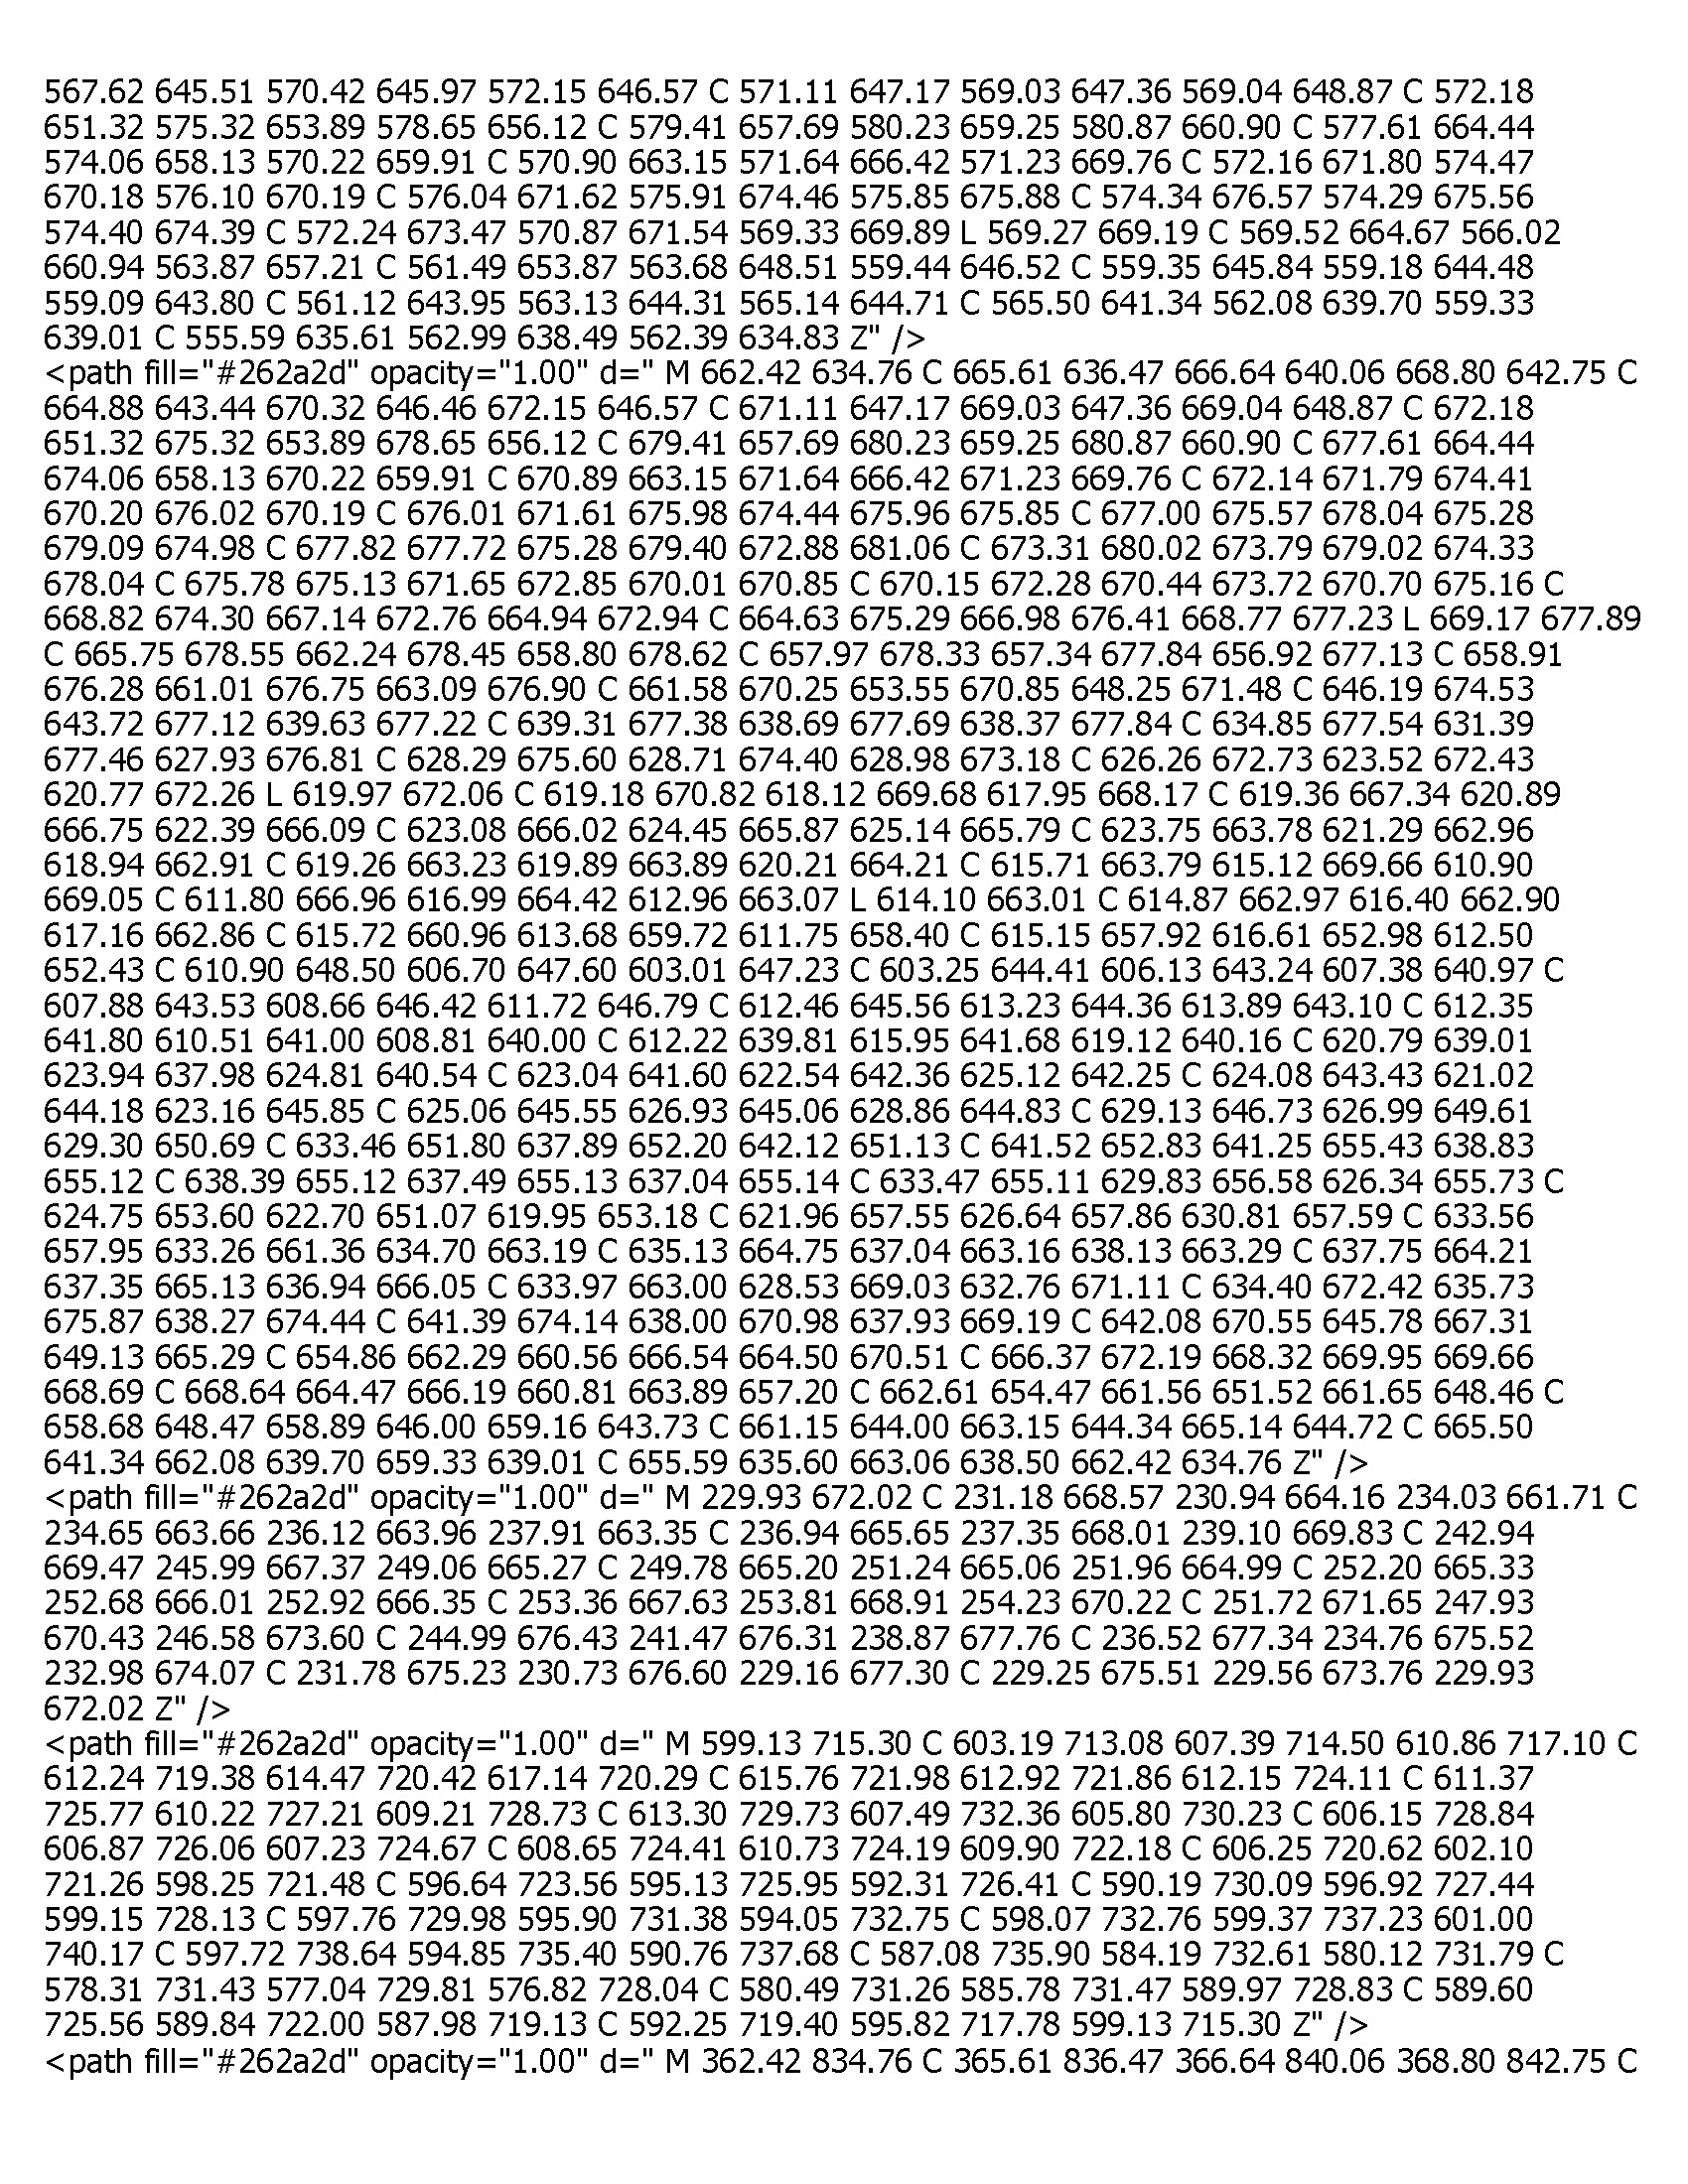 567.62 645.51 570.42 645.97 572.15 646.57 C 571.11 647.17 569.03 647.36 569.04 648.87 C 572.18
651.32 575.32 653.89 578.65 656.12 C 579.41 657.69 580.23 659.25 580.87 660.90 C 577.61 664.44
574.06 658.13 570.22 659.91 C 570.90 663.15 571.64 666.42 571.23 669.76 C 572.16 671.80 574.47
670.18 576.10 670.19 C 576.04 671.62 575.91 674.46 575.85 675.88 C 574.34 676.57 574.29 675.56
574.40 674.39 C 572.24 673.47 570.87 671.54 569.33 669.89 L 569.27 669.19 C 569.52 664.67 566.02
660.94 563.87 657.21 C 561.49 653.87 563.68 648.51 559.44 646.52 C 559.35 645.84 559.18 644.48
559.09 643.80 C 561.12 643.95 563.13 644.31 565.14 644.71 C 565.50 641.34 562.08 639.70 559.33
639.01 C 555.59 635.61 562.99 638.49 562.39 634.83 Z" />
<path fill="#262a2d" opacity="1.00" d=" M 662.42 634.76 C 665.61 636.47 666.64 640.06 668.80 642.75 C
664.88 643.44 670.32 646.46 672.15 646.57 C 671.11 647.17 669.03 647.36 669.04 648.87 C 672.18
651.32 675.32 653.89 678.65 656.12 C 679.41 657.69 680.23 659.25 680.87 660.90 C 677.61 664.44
674.06 658.13 670.22 659.91 C 670.89 663.15 671.64 666.42 671.23 669.76 C 672.14 671.79 674.41
670.20 676.02 670.19 C 676.01 671.61 675.98 674.44 675.96 675.85 C 677.00 675.57 678.04 675.28
679.09 674.98 C 677.82 677.72 675.28 679.40 672.88 681.06 C 673.31 680.02 673.79 679.02 674.33
678.04 C 675.78 675.13 671.65 672.85 670.01 670.85 C 670.15 672.28 670.44 673.72 670.70 675.16 C
668.82 674.30 667.14 672.76 664.94 672.94 C 664.63 675.29 666.98 676.41 668.77 677.23 L 669.17 677.89
C 665.75 678.55 662.24 678.45 658.80 678.62 C 657.97 678.33 657.34 677.84 656.92 677.13 C 658.91
676.28 661.01 676.75 663.09 676.90 C 661.58 670.25 653.55 670.85 648.25 671.48 C 646.19 674.53
643.72 677.12 639.63 677.22 C 639.31 677.38 638.69 677.69 638.37 677.84 C 634.85 677.54 631.39
677.46 627.93 676.81 C 628.29 675.60 628.71 674.40 628.98 673.18 C 626.26 672.73 623.52 672.43
620.77 672.26 L 619.97 672.06 C 619.18 670.82 618.12 669.68 617.95 668.17 C 619.36 667.34 620.89
666.75 622.39 666.09 C 623.08 666.02 624.45 665.87 625.14 665.79 C 623.75 663.78 621.29 662.96
618.94 662.91 C 619.26 663.23 619.89 663.89 620.21 664.21 C 615.71 663.79 615.12 669.66 610.90
669.05 C 611.80 666.96 616.99 664.42 612.96 663.07 L 614.10 663.01 C 614.87 662.97 616.40 662.90
617.16 662.86 C 615.72 660.96 613.68 659.72 611.75 658.40 C 615.15 657.92 616.61 652.98 612.50
652.43 C 610.90 648.50 606.70 647.60 603.01 647.23 C 603.25 644.41 606.13 643.24 607.38 640.97 C
607.88 643.53 608.66 646.42 611.72 646.79 C 612.46 645.56 613.23 644.36 613.89 643.10 C 612.35
641.80 610.51 641.00 608.81 640.00 C 612.22 639.81 615.95 641.68 619.12 640.16 C 620.79 639.01
623.94 637.98 624.81 640.54 C 623.04 641.60 622.54 642.36 625.12 642.25 C 624.08 643.43 621.02
644.18 623.16 645.85 C 625.06 645.55 626.93 645.06 628.86 644.83 C 629.13 646.73 626.99 649.61
629.30 650.69 C 633.46 651.80 637.89 652.20 642.12 651.13 C 641.52 652.83 641.25 655.43 638.83
655.12 C 638.39 655.12 637.49 655.13 637.04 655.14 C 633.47 655.11 629.83 656.58 626.34 655.73 C
624.75 653.60 622.70 651.07 619.95 653.18 C 621.96 657.55 626.64 657.86 630.81 657.59 C 633.56
657.95 633.26 661.36 634.70 663.19 C 635.13 664.75 637.04 663.16 638.13 663.29 C 637.75 664.21
637.35 665.13 636.94 666.05 C 633.97 663.00 628.53 669.03 632.76 671.11 C 634.40 672.42 635.73
675.87 638.27 674.44 C 641.39 674.14 638.00 670.98 637.93 669.19 C 642.08 670.55 645.78 667.31
649.13 665.29 C 654.86 662.29 660.56 666.54 664.50 670.51 C 666.37 672.19 668.32 669.95 669.66
668.69 C 668.64 664.47 666.19 660.81 663.89 657.20 C 662.61 654.47 661.56 651.52 661.65 648.46 C
658.68 648.47 658.89 646.00 659.16 643.73 C 661.15 644.00 663.15 644.34 665.14 644.72 C 665.50
641.34 662.08 639.70 659.33 639.01 C 655.59 635.60 663.06 638.50 662.42 634.76 Z" />
<path fill="#262a2d" opacity="1.00" d=" M 229.93 672.02 C 231.18 668.57 230.94 664.16 234.03 661.71 C
234.65 663.66 236.12 663.96 237.91 663.35 C 236.94 665.65 237.35 668.01 239.10 669.83 C 242.94
669.47 245.99 667.37 249.06 665.27 C 249.78 665.20 251.24 665.06 251.96 664.99 C 252.20 665.33
252.68 666.01 252.92 666.35 C 253.36 667.63 253.81 668.91 254.23 670.22 C 251.72 671.65 247.93
670.43 246.58 673.60 C 244.99 676.43 241.47 676.31 238.87 677.76 C 236.52 677.34 234.76 675.52
232.98 674.07 C 231.78 675.23 230.73 676.60 229.16 677.30 C 229.25 675.51 229.56 673.76 229.93
672.02 Z" />
<path fill="#262a2d" opacity="1.00" d=" M 599.13 715.30 C 603.19 713.08 607.39 714.50 610.86 717.10 C
612.24 719.38 614.47 720.42 617.14 720.29 C 615.76 721.98 612.92 721.86 612.15 724.11 C 611.37
725.77 610.22 727.21 609.21 728.73 C 613.30 729.73 607.49 732.36 605.80 730.23 C 606.15 728.84
606.87 726.06 607.23 724.67 C 608.65 724.41 610.73 724.19 609.90 722.18 C 606.25 720.62 602.10
721.26 598.25 721.48 C 596.64 723.56 595.13 725.95 592.31 726.41 C 590.19 730.09 596.92 727.44
599.15 728.13 C 597.76 729.98 595.90 731.38 594.05 732.75 C 598.07 732.76 599.37 737.23 601.00
740.17 C 597.72 738.64 594.85 735.40 590.76 737.68 C 587.08 735.90 584.19 732.61 580.12 731.79 C
578.31 731.43 577.04 729.81 576.82 728.04 C 580.49 731.26 585.78 731.47 589.97 728.83 C 589.60
725.56 589.84 722.00 587.98 719.13 C 592.25 719.40 595.82 717.78 599.13 715.30 Z" />
<path fill="#262a2d" opacity="1.00" d=" M 362.42 834.76 C 365.61 836.47 366.64 840.06 368.80 842.75 C